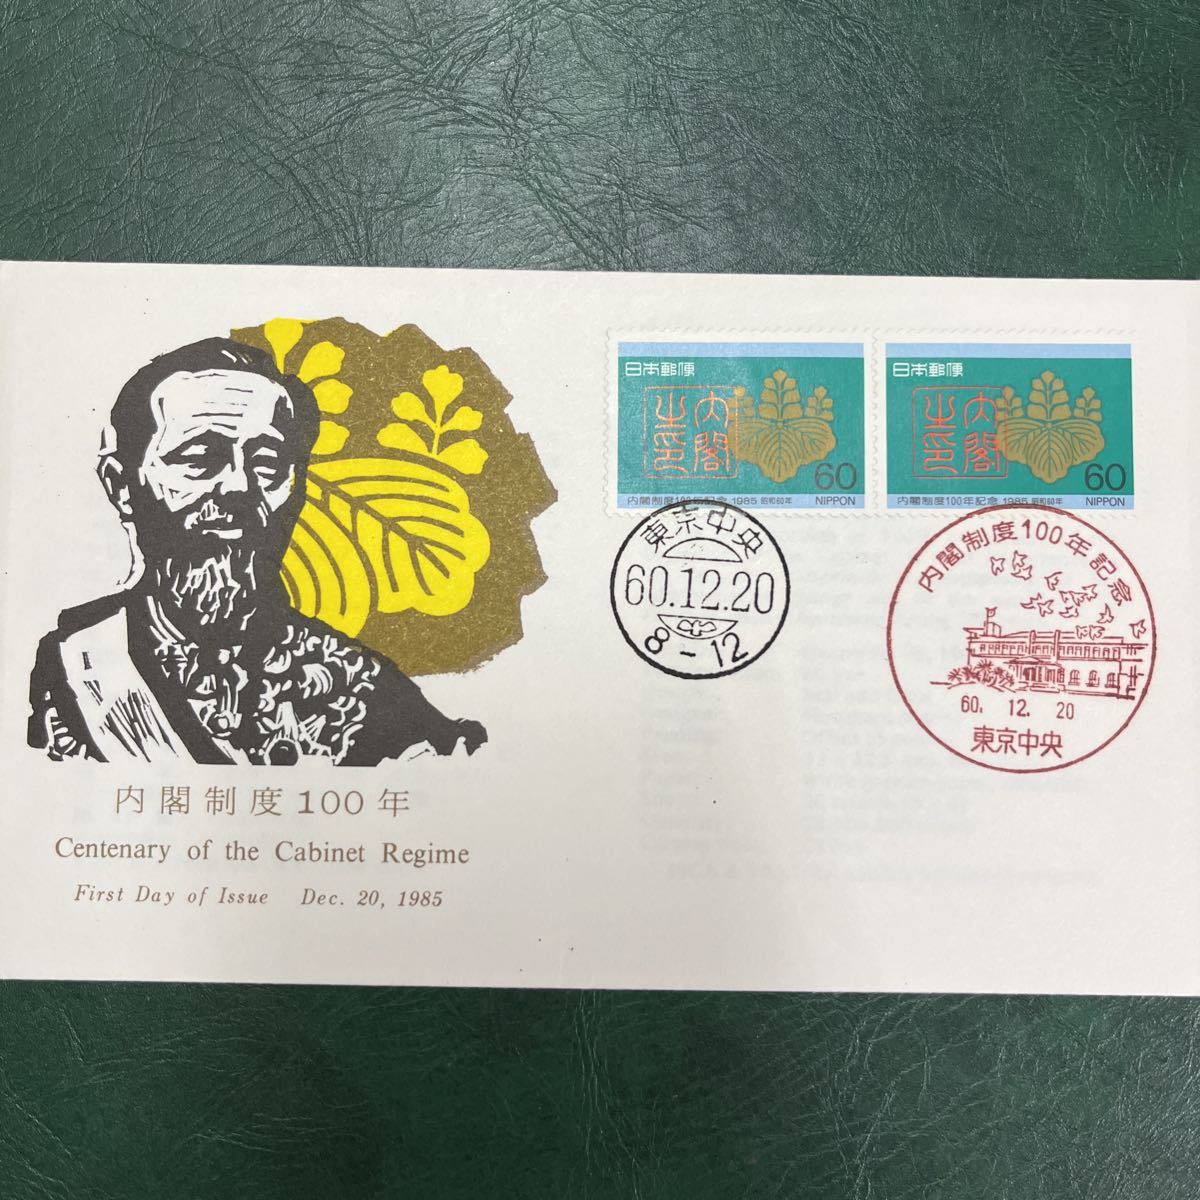 日本郵便
内閣之印
60
内閣制度100年記念 1985 昭和60年
NIPPON
日本郵便
内閣之印
60
内閣制度100年記念 1985 昭和60年
NIPPON
東京中央
60.12.20
8-12
内閣制度100年記念
60. 12. 20
東京中央
内閣制度100年
Centenary of the Cabinet Regime
First Day of Issue Dec. 20, 1985